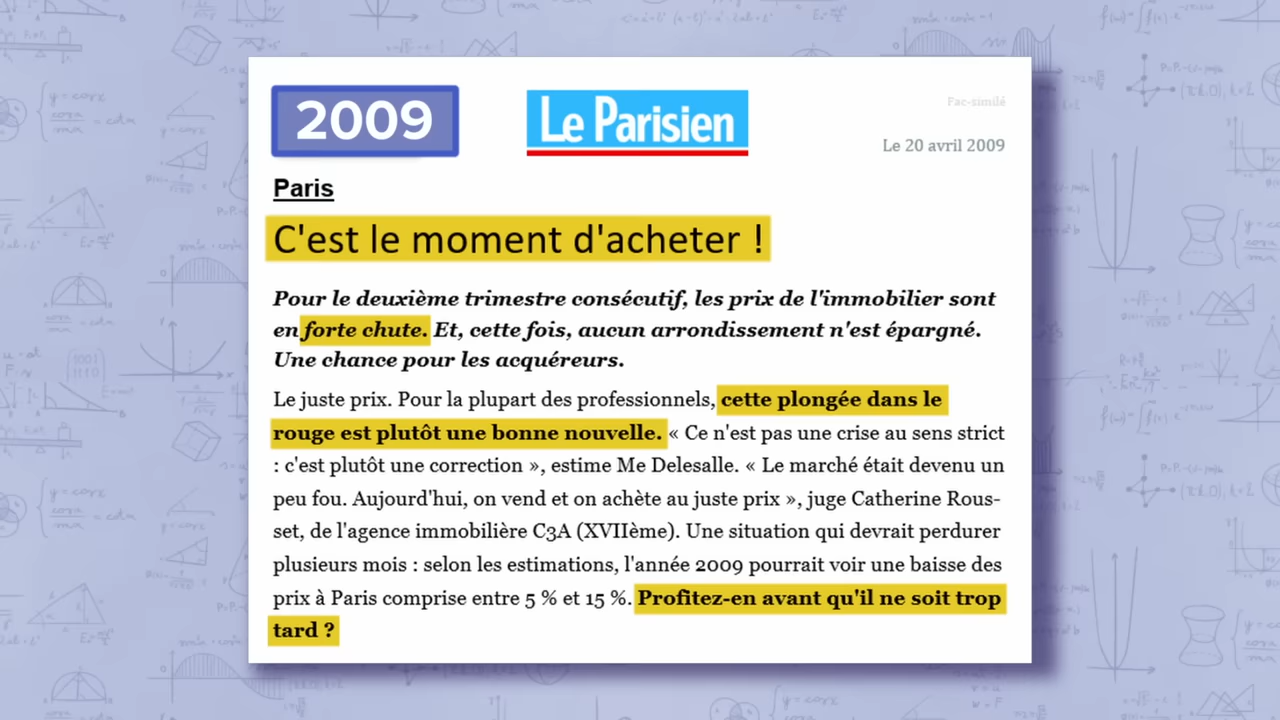 2009
Le Parisien
Fac-similé
Le 20 avril 2009
Paris
C'est le moment d'acheter !
Pour le deuxième trimestre consécutif, les prix de l'immobilier sont
en forte chute. Et, cette fois, aucun arrondissement n'est épargné.
Une chance pour les acquéreurs.
Le juste prix. Pour la plupart des professionnels, cette plongée dans le
rouge est plutôt une bonne nouvelle. « Ce n'est pas une crise au sens strict
: c'est plutôt une correction », estime Me Delesalle. « Le marché était devenu un
peu fou. Aujourd'hui, on vend et on achète au juste prix », juge Catherine Rous-
set, de l'agence immobilière C3A (XVIIème). Une situation qui devrait perdurer
plusieurs mois : selon les estimations, l'année 2009 pourrait voir une baisse des
prix à Paris comprise entre 5 % et 15 %. Profitez-en avant qu'il ne soit trop
tard ?